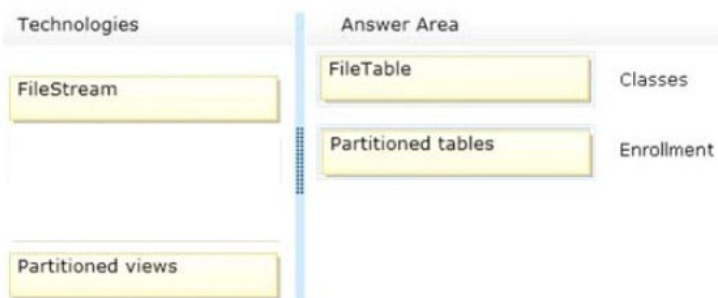 Technologies
Answer Area
FileStream
FileTable
Classes
Partitioned tables
Enrollment
Partitioned views